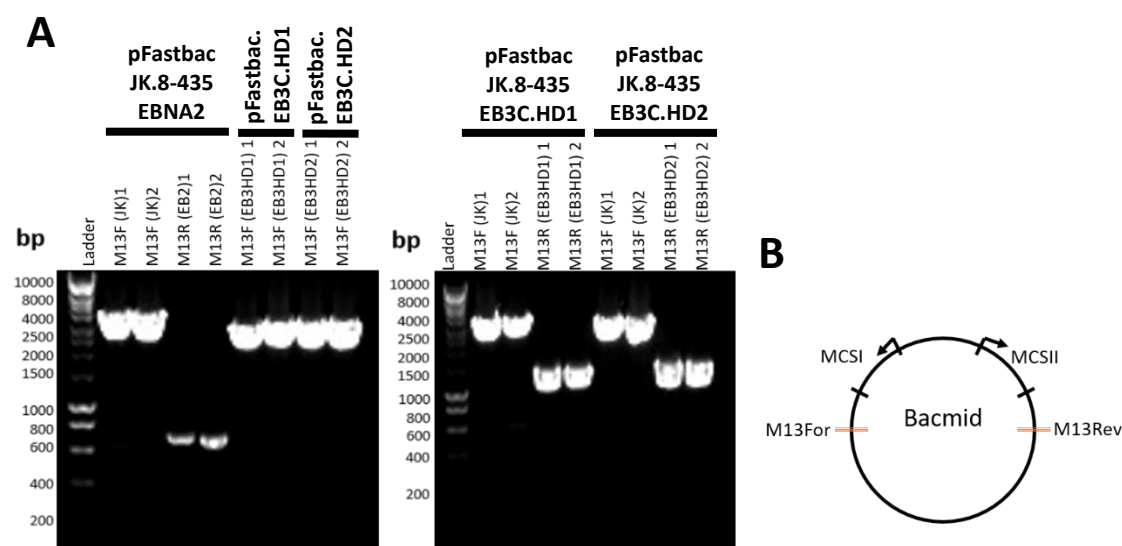 A
pFastbac
JK.8-435
EBNA2
pFastbac.
EB3C.HD1
pFastbac.
EB3C.HD2
bp
Ladder
M13F (JK)1
M13F (JK)2
M13R (EB2)1
M13R (EB2)2
M13F (EB3HD1) 1
M13F (EB3HD1) 2
M13F (EB3HD2) 1
M13F (EB3HD2) 2
10000
8000
4000
2500
2000
1500
1000
800
600
400
200
pFastbac
JK.8-435
EB3C.HD1
pFastbac
JK.8-435
EB3C.HD2
bp
Ladder
M13F (JK)1
M13F (JK)2
M13R (EB3HD1) 1
M13R (EB3HD1) 2
M13F (JK)1
M13F (JK)2
M13R (EB3HD2) 1
M13R (EB3HD2) 2
10000
8000
4000
2500
2000
1500
1000
800
600
400
200
B
MCSI
MCSII
Bacmid
M13For
M13Rev